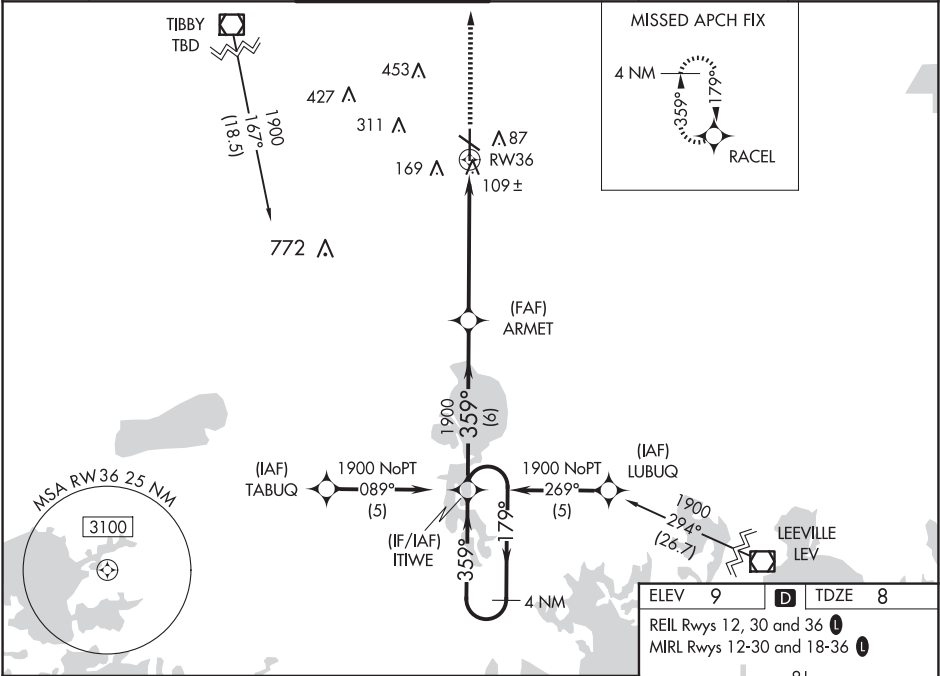 TIBBY
TBD
1900
167°
(18.5)
453
427
311
87
RW36
169
109 ±
772
MISSED APCH FIX
4 NM
359°
179°
RACEL
(FAF)
ARMET
1900
359°
(6)
(IAF)
TABUQ
1900 NoPT
089°
(5)
1900 NoPT
269°
(5)
(IAF)
LUBUQ
(IF/IAF)
ITIWE
359°
179°
4 NM
1900
294°
(26.7)
LEEVILLE
LEV
MSA RW36 25 NM
3100
ELEV 9 D TDZE 8
REIL Rwys 12, 30 and 36 L
MIRL Rwys 12-30 and 18-36 L